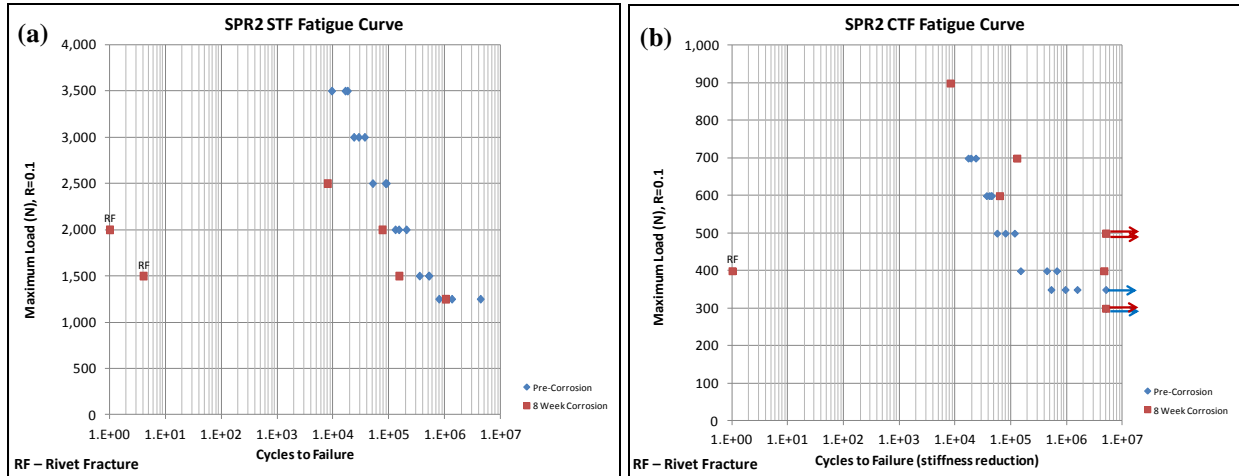 (a)
SPR2 STF Fatigue Curve
4,000
3,500
3,000
2,500
2,000
1,500
1,000
500
0
Maximum Load (N), R=0.1
RF
RF
1.E+00 1.E+01 1.E+02 1.E+03 1.E+04 1.E+05 1.E+06 1.E+07
Cycles to Failure
Pre-Corrosion
8 Week Corrosion
RF – Rivet Fracture
(b)
SPR2 CTF Fatigue Curve
1,000
900
800
700
600
500
400
300
200
100
0
Maximum Load (N), R=0.1
RF
1.E+00 1.E+01 1.E+02 1.E+03 1.E+04 1.E+05 1.E+06 1.E+07
Cycles to Failure (stiffness reduction)
Pre-Corrosion
8 Week Corrosion
RF – Rivet Fracture